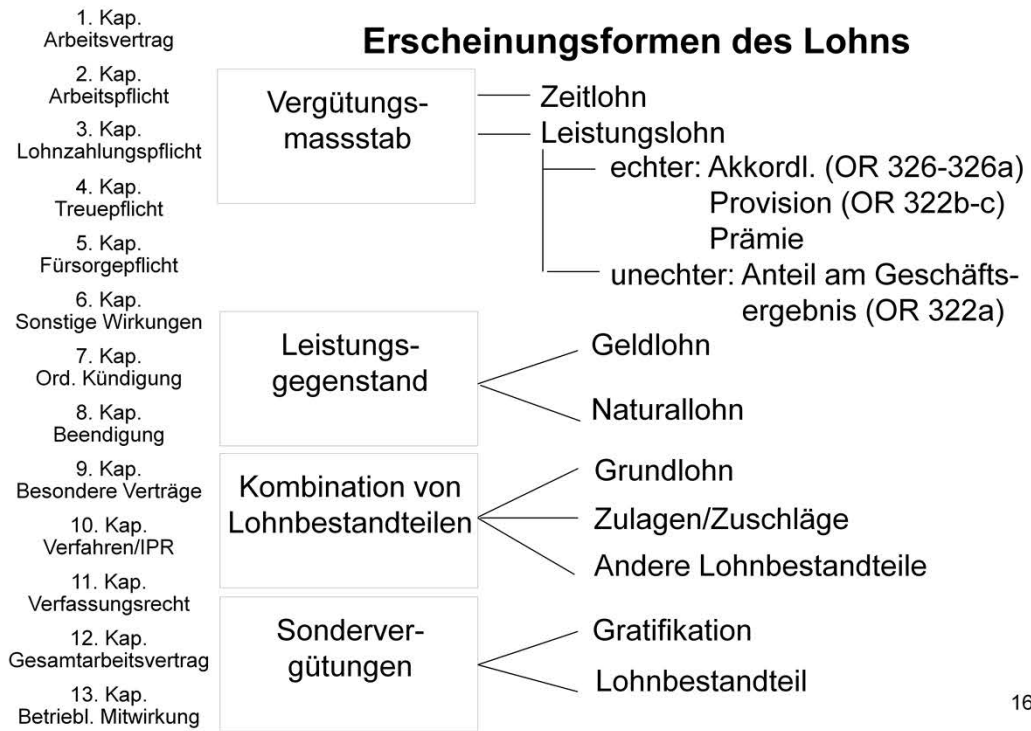 1. Kap.
Arbeitsvertrag
2. Kap.
Arbeitspflicht
3. Kap.
Lohnzahlungspflicht
4. Kap.
Treuepflicht
5. Kap.
Fürsorgepflicht
6. Kap.
Sonstige Wirkungen
7. Kap.
Ord. Kündigung
8. Kap.
Beendigung
9. Kap.
Besondere Verträge
10. Kap.
Verfahren/IPR
11. Kap.
Verfassungsrecht
12. Kap.
Gesamtarbeitsvertrag
13. Kap.
Betriebl. Mitwirkung
Erscheinungsformen des Lohns
Vergütungs-
massstab
Zeitlohn
Leistungslohn
echter: Akkordl. (OR 326-326a)
Provision (OR 322b-c)
Prämie
unechter: Anteil am Geschäfts-
ergebnis (OR 322a)
Leistungs-
gegenstand
Geldlohn
Naturallohn
Kombination von
Lohnbestandteilen
Grundlohn
Zulagen/Zuschläge
Andere Lohnbestandteile
Sonderver-
gütungen
Gratifikation
Lohnbestandteil
16